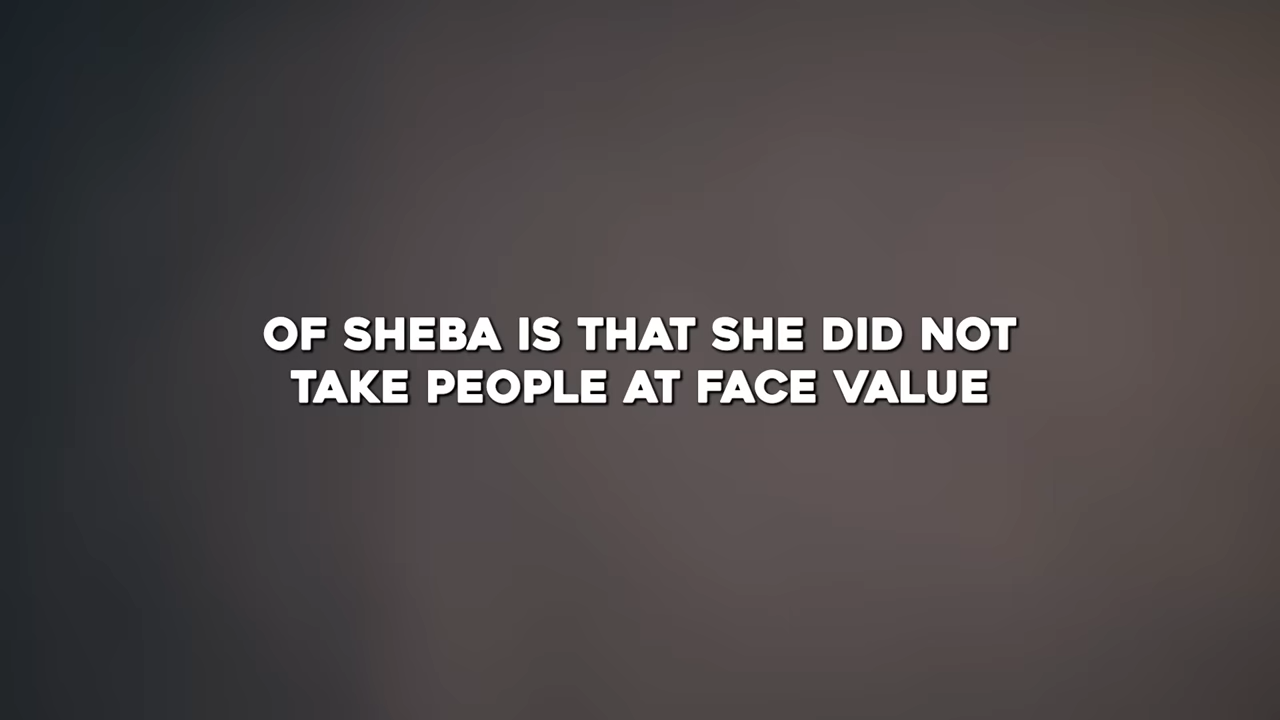 OF SHEBA IS THAT SHE DID NOT
TAKE PEOPLE AT FACE VALUE